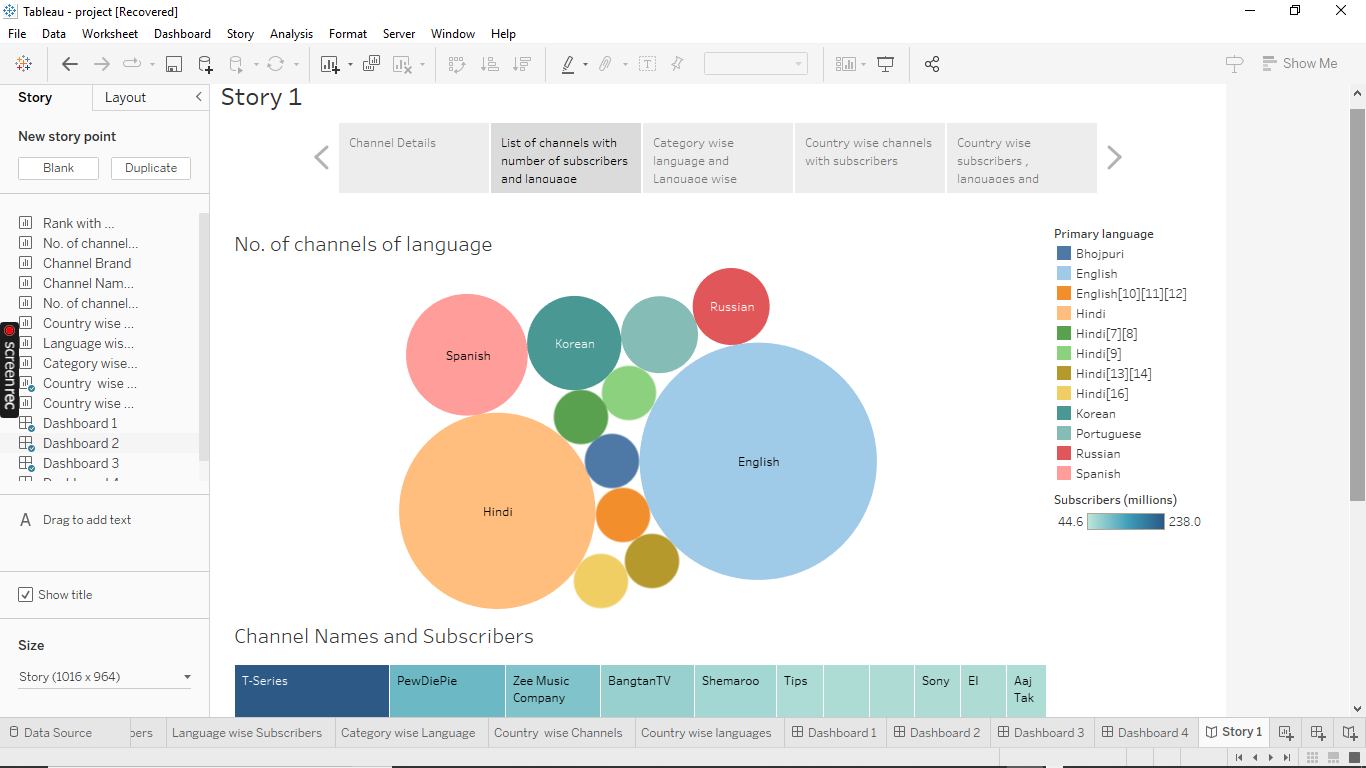 Tableau - project [Recovered]
File Data Worksheet Dashboard Story Analysis Format Server Window Help
Show Me
Story Layout
New story point
Blank Duplicate
Rank with ...
No. of channel...
Channel Brand
Channel Nam...
No. of channel...
Country wise ...
Language wis...
Category wise...
Country wise ...
Country wise ...
Dashboard 1
Dashboard 2
Dashboard 3
screenrec
A Drag to add text
Show title
Size
Story (1016 x 964)
Story 1
Channel Details
List of channels with
number of subscribers
and language
Category wise
language and
Language wise
Country wise channels
with subscribers
Country wise
subscribers ,
languages and
No. of channels of language
Russian
Korean
Spanish
English
Hindi
Primary language
Bhojpuri
English
English[10][11][12]
Hindi
Hindi[7][8]
Hindi[9]
Hindi[13][14]
Hindi[16]
Korean
Portuguese
Russian
Spanish
Subscribers (millions)
44.6 238.0
Channel Names and Subscribers
T-Series
PewDiePie
Zee Music
Company
BangtanTV
Shemaroo
Tips
Sony
El
Aaj
Tak
Data Source bers Language wise Subscribers Category wise Language Country wise Channels Country wise languages Dashboard 1 Dashboard 2 Dashboard 3 Dashboard 4 Story 1